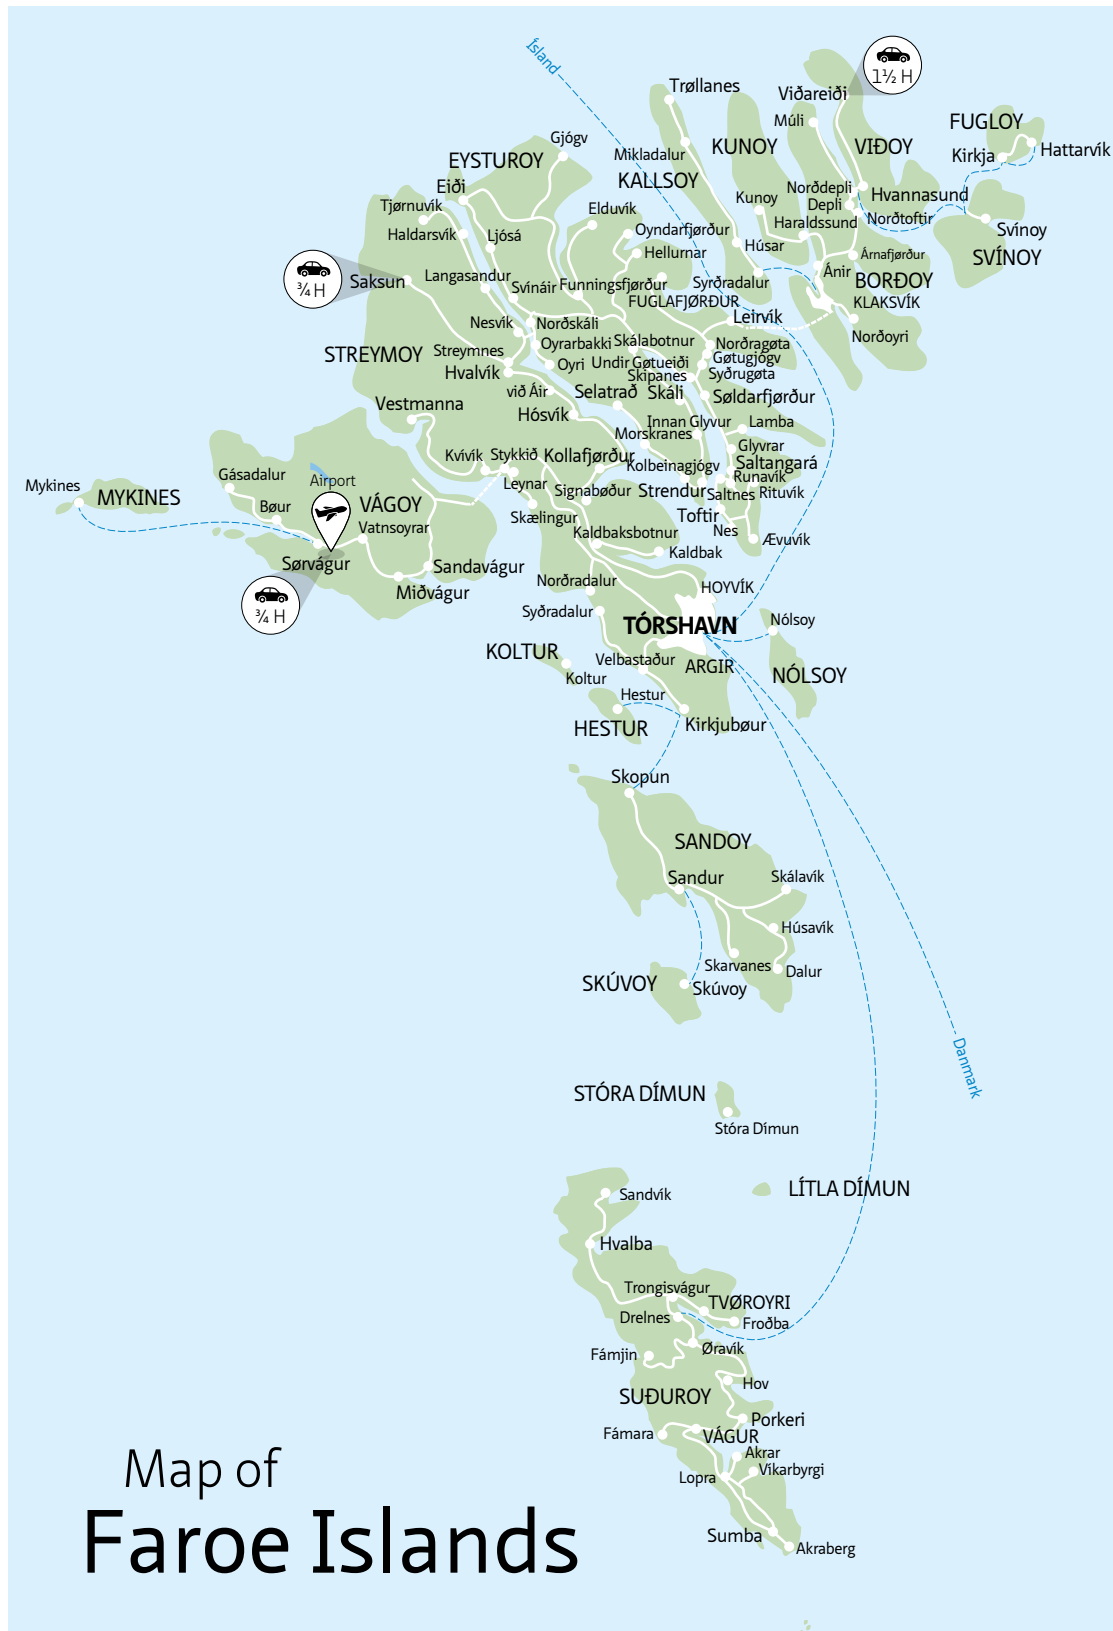 Ísland
1½ H
Trøllanes
Viðareiði
Múli
FUGLOY
Kirkja
Hattarvík
Gjógv
EYSTUROY
Mikladalur
KUNOY
VIÐOY
KALLSOY
Eiði
Tjørnuvík
Norðdepli
Hvannasund
Kunoy
Depli
Elduvík
Norðtoftir
Haldarsvík
Ljósá
Oyndarfjørður
Haraldssund
Svínoy
Húsar
Hellurnar
Árnafjørður
SVÍNOY
¾ H
Saksun
Langasandur
Svínáir
Funningsfjørður
Syrðradalur
Ánir
BORÐOY
FUGLAFJØRÐUR
KLAKSVÍK
Leirvík
Nesvík
Norðskáli
Norðoyri
STREYMOY
Streymnes
Oyrarbakki
Skálabotnur
Norðragøta
Hvalvík
Oyri
Undir Gøtueiði
Gøtugjógv
Skipanes
Syðrugøta
við Áir
Selatrað
Skáli
Søldarfjørður
Vestmanna
Hósvík
Innan Glyvur
Lamba
Morskranes
Glyvrar
Kvívík
Stykkið
Kollafjørður
Kolbeinagjógv
Saltangará
Runavík
Gásadalur
Airport
Leynar
Signabøður
Strendur
Saltnes
Rituvík
Mykines
MYKINES
Bøur
VÁGOY
Skælingur
Toftir
Vatnsoyrar
Kaldbaksbotnur
Nes
Ævuvík
Kaldbak
Sørvágur
Sandavágur
Miðvágur
Norðradalur
HOYVÍK
¾ H
Syðradalur
TÓRSHAVN
Nólsoy
KOLTUR
Velbastaður
ARGIR
NÓLSOY
Koltur
Hestur
HESTUR
Kirkjubøur
Skopun
SANDOY
Sandur
Skálavík
Húsavík
Skarvanes
Dalur
SKÚVOY
Skúvoy
Danmark
STÓRA DÍMUN
Stóra Dímun
LÍTLA DÍMUN
Sandvík
Hvalba
Trongisvágur
TVØROYRI
Drelnes
Froðba
Øravík
Fámjin
Hov
SUÐUROY
Porkeri
Fámara
VÁGUR
Akrar
Víkarbyrgi
Lopra
Sumba
Akraberg
Map of
Faroe Islands